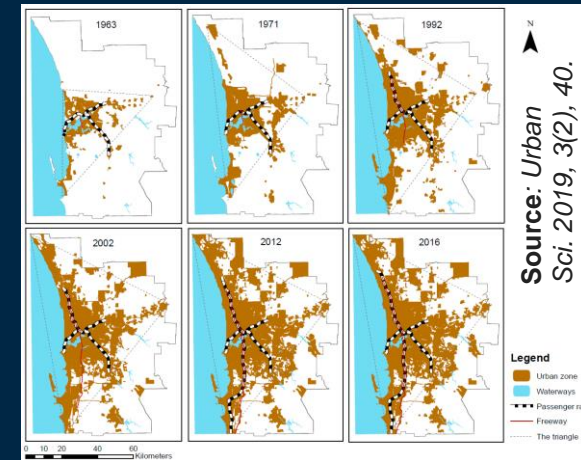 1963
1971
1992
N
2002
2012
2016
Source: Urban
Sci. 2019, 3(2), 40.
Legend
Urban zone
Waterways
Passenger ra
Freeway
The triangle
0 10 20 40 60
Kilometers